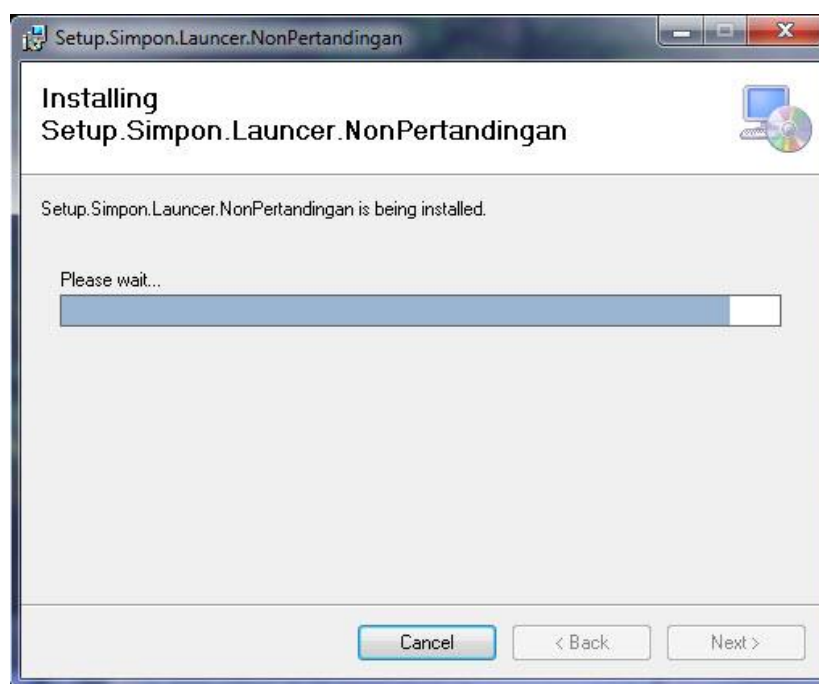 Setup.Simpon.Launcer.NonPertandingan
Installing
Setup.Simpon.Launcer.NonPertandingan
Setup.Simpon.Launcer.NonPertandingan is being installed.
Please wait...
Cancel
< Back
Next >